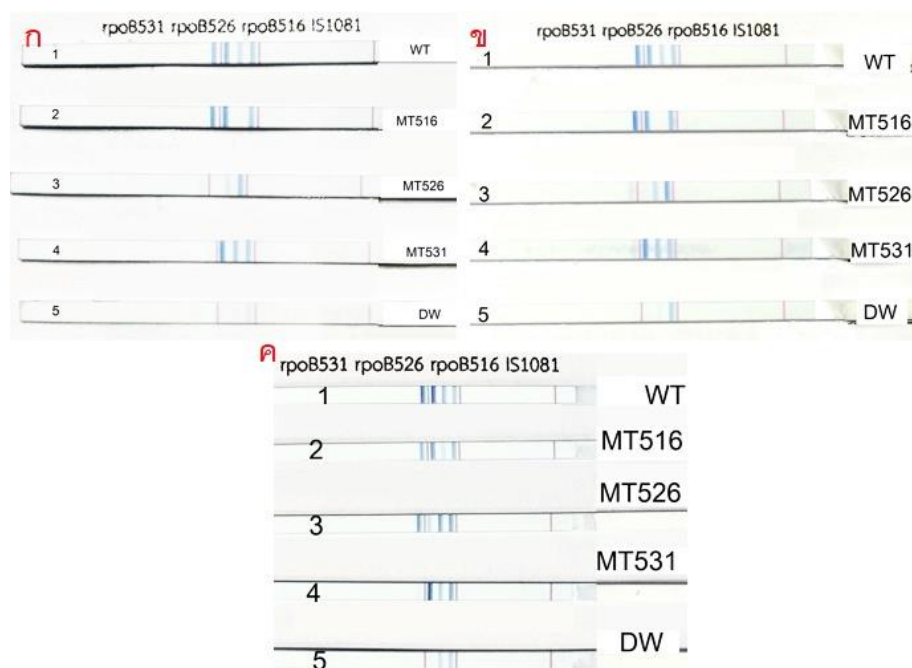 ก
rpoB531 rpoB526 rpoB516 IS1081
1 WT
2 MT516
3 MT526
4 MT531
5 DW
ข
rpoB531 rpoB526 rpoB516 IS1081
1 WT
2 MT516
3 MT526
4 MT531
5 DW
ค
rpoB531 rpoB526 rpoB516 IS1081
1 WT
2 MT516
MT526
3
MT531
4
DW
5